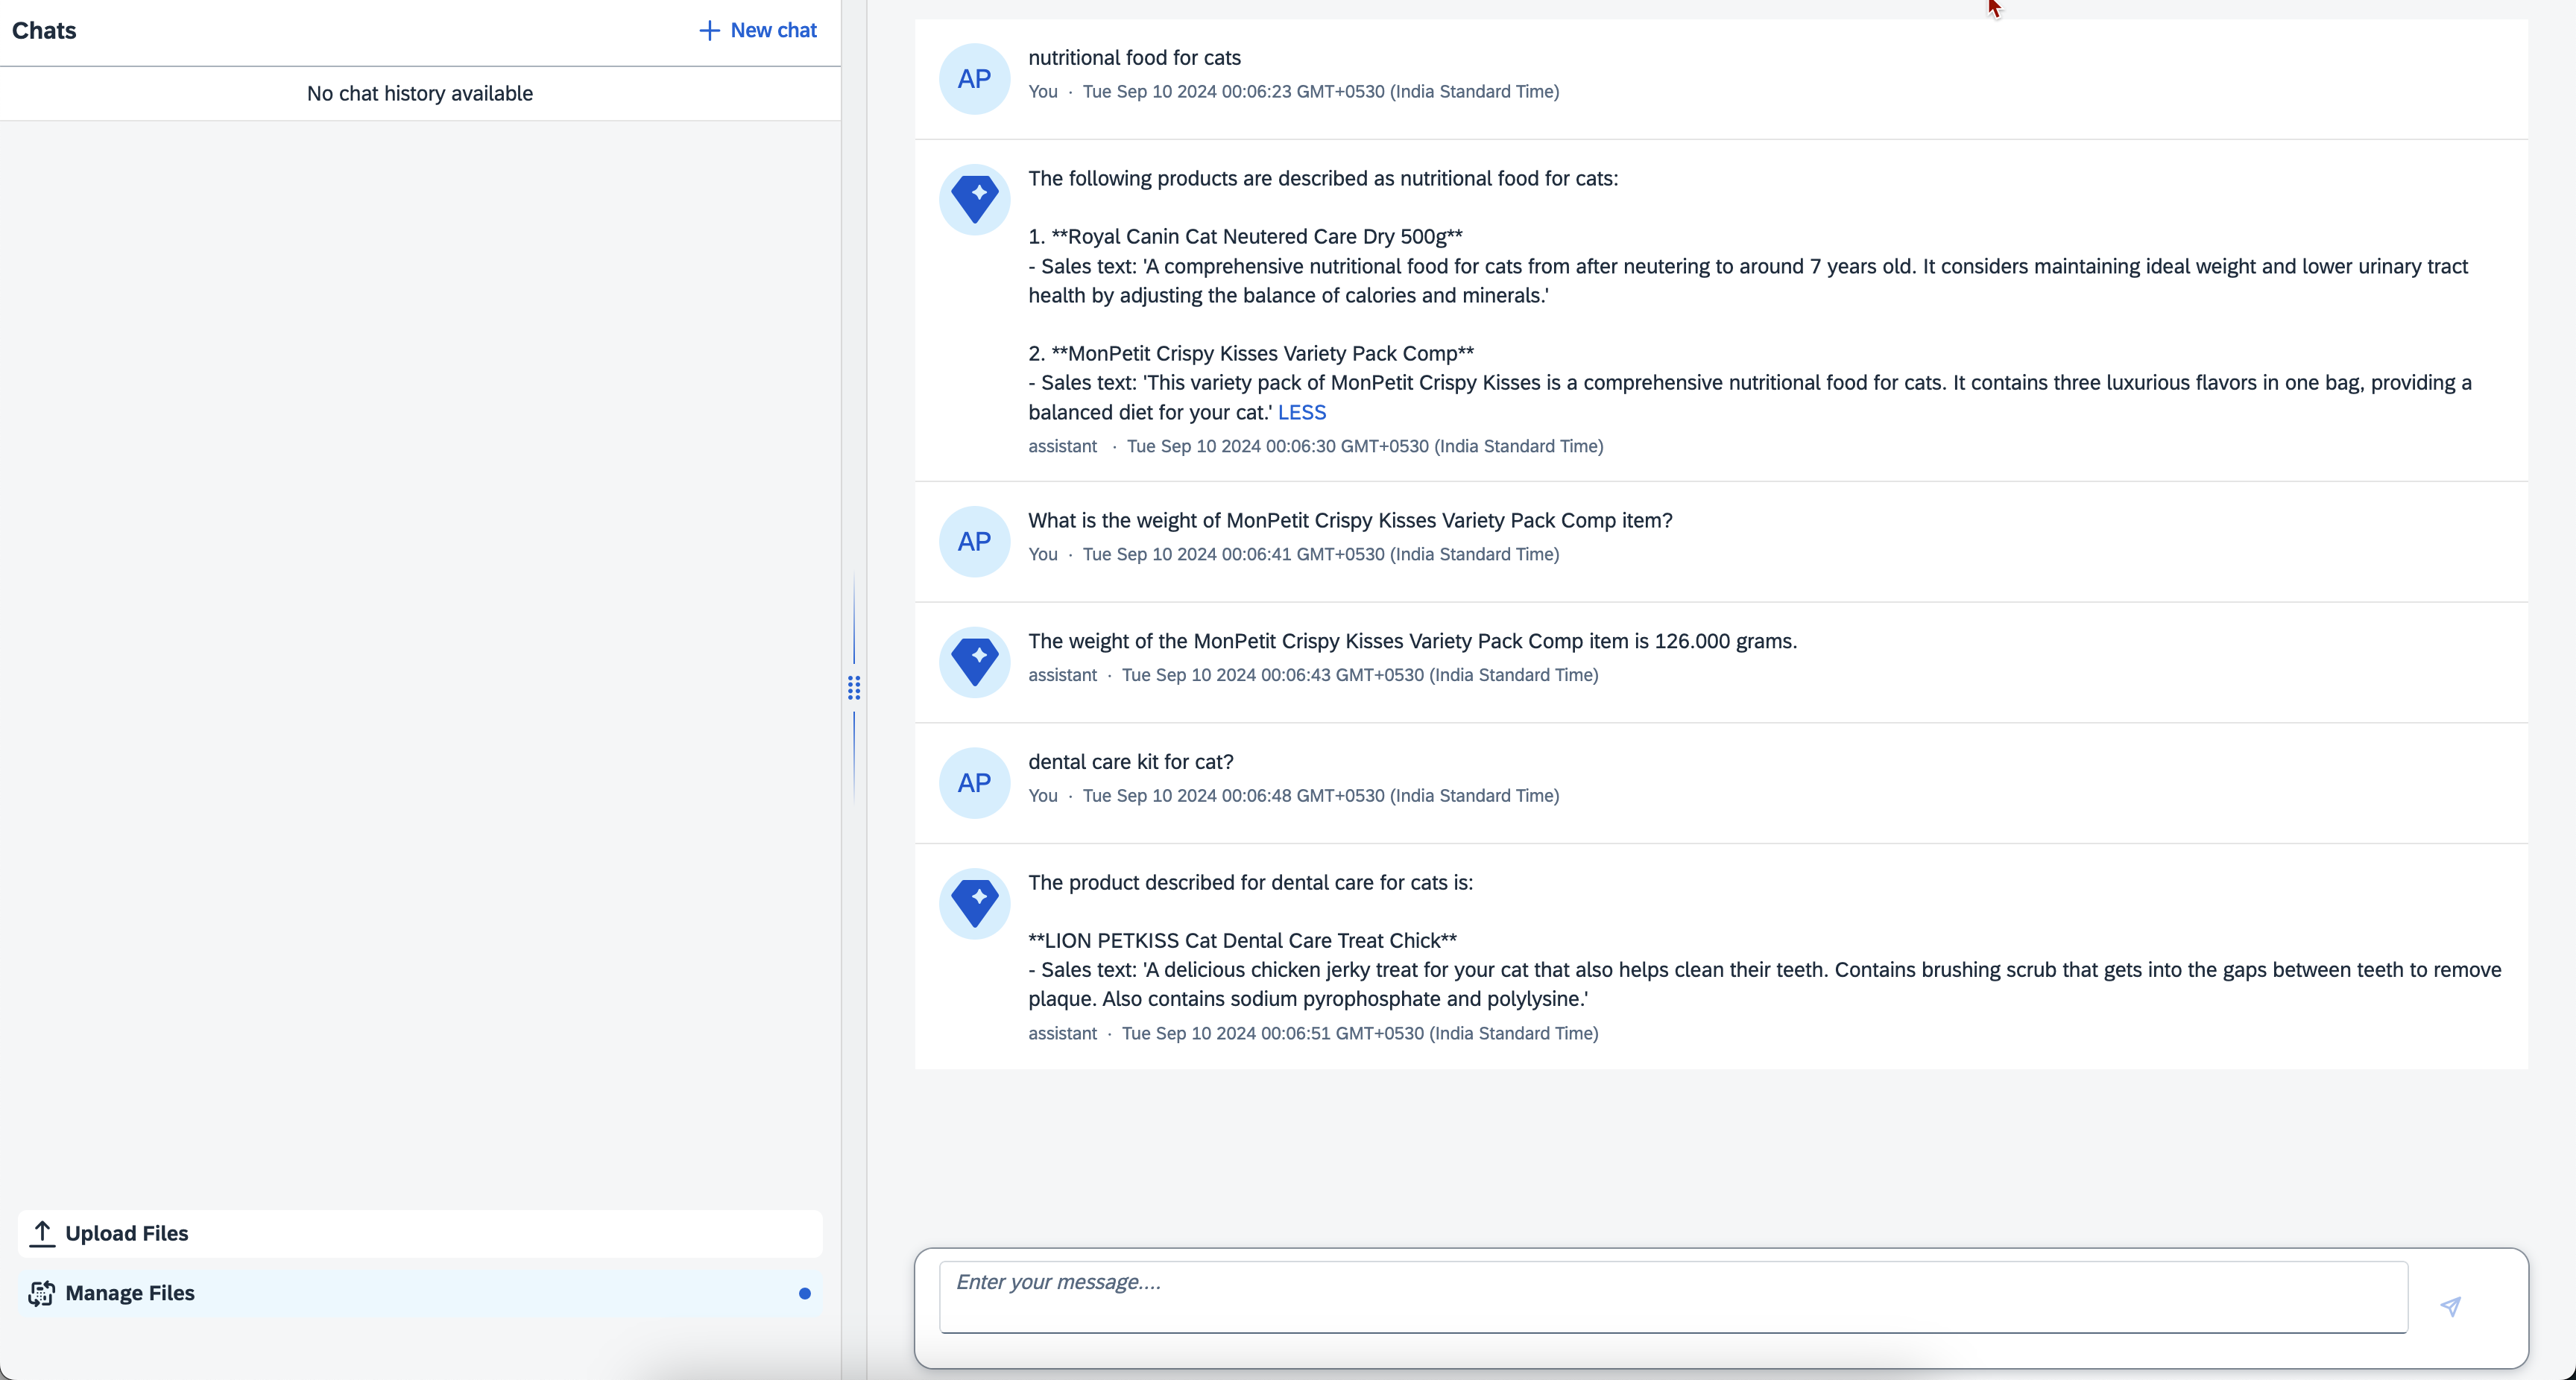 Chats
New chat
No chat history available
Upload Files
Manage Files
AP
nutritional food for cats
You · Tue Sep 10 2024 00:06:23 GMT+0530 (India Standard Time)
The following products are described as nutritional food for cats:
1. **Royal Canin Cat Neutered Care Dry 500g**
- Sales text: 'A comprehensive nutritional food for cats from after neutering to around 7 years old. It considers maintaining ideal weight and lower urinary tract
health by adjusting the balance of calories and minerals.'
2. **MonPetit Crispy Kisses Variety Pack Comp**
- Sales text: 'This variety pack of MonPetit Crispy Kisses is a comprehensive nutritional food for cats. It contains three luxurious flavors in one bag, providing a
balanced diet for your cat.' LESS
assistant · Tue Sep 10 2024 00:06:30 GMT+0530 (India Standard Time)
AP
What is the weight of MonPetit Crispy Kisses Variety Pack Comp item?
You · Tue Sep 10 2024 00:06:41 GMT+0530 (India Standard Time)
The weight of the MonPetit Crispy Kisses Variety Pack Comp item is 126.000 grams.
assistant · Tue Sep 10 2024 00:06:43 GMT+0530 (India Standard Time)
AP
dental care kit for cat?
You · Tue Sep 10 2024 00:06:48 GMT+0530 (India Standard Time)
The product described for dental care for cats is:
**LION PETKISS Cat Dental Care Treat Chick**
- Sales text: 'A delicious chicken jerky treat for your cat that also helps clean their teeth. Contains brushing scrub that gets into the gaps between teeth to remove
plaque. Also contains sodium pyrophosphate and polylysine.'
assistant · Tue Sep 10 2024 00:06:51 GMT+0530 (India Standard Time)
Enter your message....